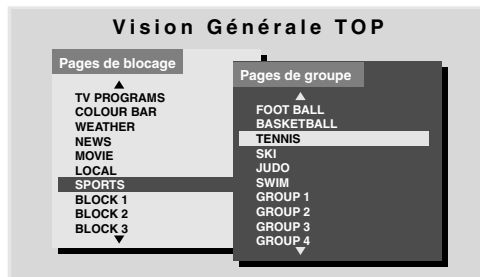 Vision Générale TOP
Pages de blocage
TV PROGRAMS
COLOUR BAR
WEATHER
NEWS
MOVIE
LOCAL
SPORTS
BLOCK 1
BLOCK 2
BLOCK 3
Pages de groupe
FOOT BALL
BASKETBALL
TENNIS
SKI
JUDO
SWIM
GROUP 1
GROUP 2
GROUP 3
GROUP 4